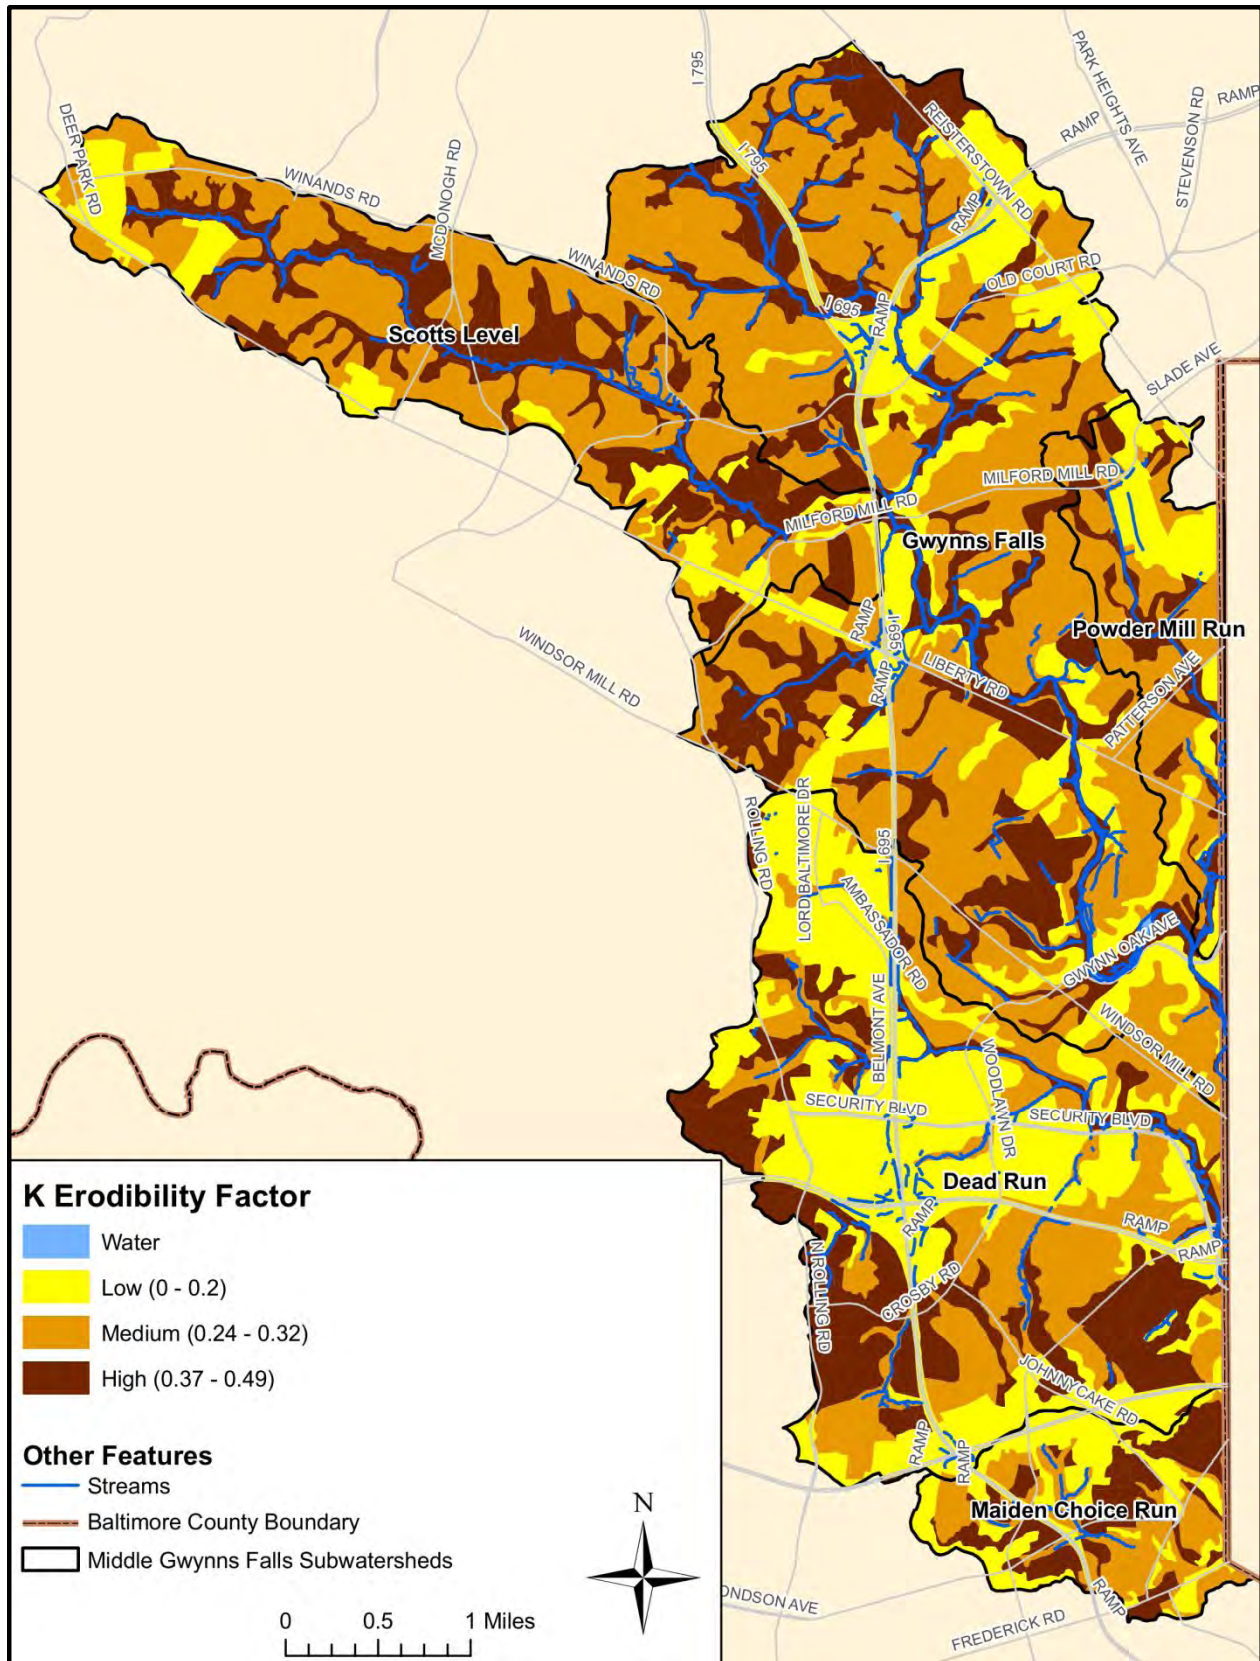 I 795
PARK HEIGHTS AVE
RAMP
DEER PARK RD
REISTERSTOWN RD
RAMP
STEVENSON RD
I 795
WINANDS RD
MCDONOGH RD
RAMP
WINANDS RD
OLD COURT RD
I 695
RAMP
Scotts Level
SLADE AVE
MILFORD MILL RD
MILFORD MILL RD
Gwynns Falls
RAMP
I 695
Powder Mill Run
WINDSOR MILL RD
RAMP
LIBERTY RD
PATTERSON AVE
LORD BALTIMORE DR
ROLLING RD
I 695
AMBASSADOR RD
GWYNN OAK AVE
BELMONT AVE
WOODLAWN DR
WINDSOR MILL RD
SECURITY BLVD
SECURITY BLVD
Dead Run
RAMP
RAMP
RAMP
N ROLLING RD
CROSBY RD
JOHNNYCAKE RD
RAMP
RAMP
Maiden Choice Run
RAMP
ONDSON AVE
FREDERICK RD
K Erodibility Factor
Water
Low (0 - 0.2)
Medium (0.24 - 0.32)
High (0.37 - 0.49)
Other Features
Streams
Baltimore County Boundary
Middle Gwynns Falls Subwatersheds
N
0 0.5 1 Miles